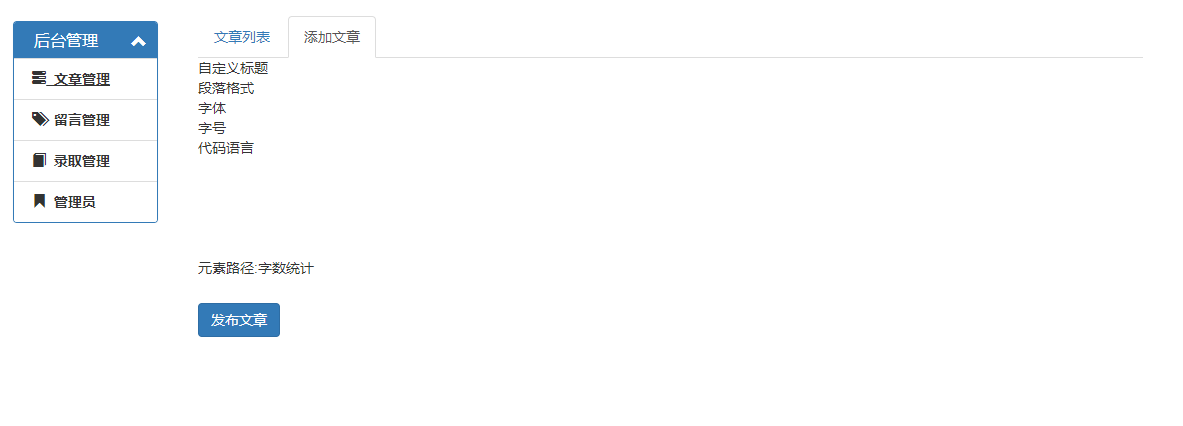 后台管理
文章管理
留言管理
录取管理
管理员
文章列表
添加文章
自定义标题
段落格式
字体
字号
代码语言
元素路径:字数统计
发布文章